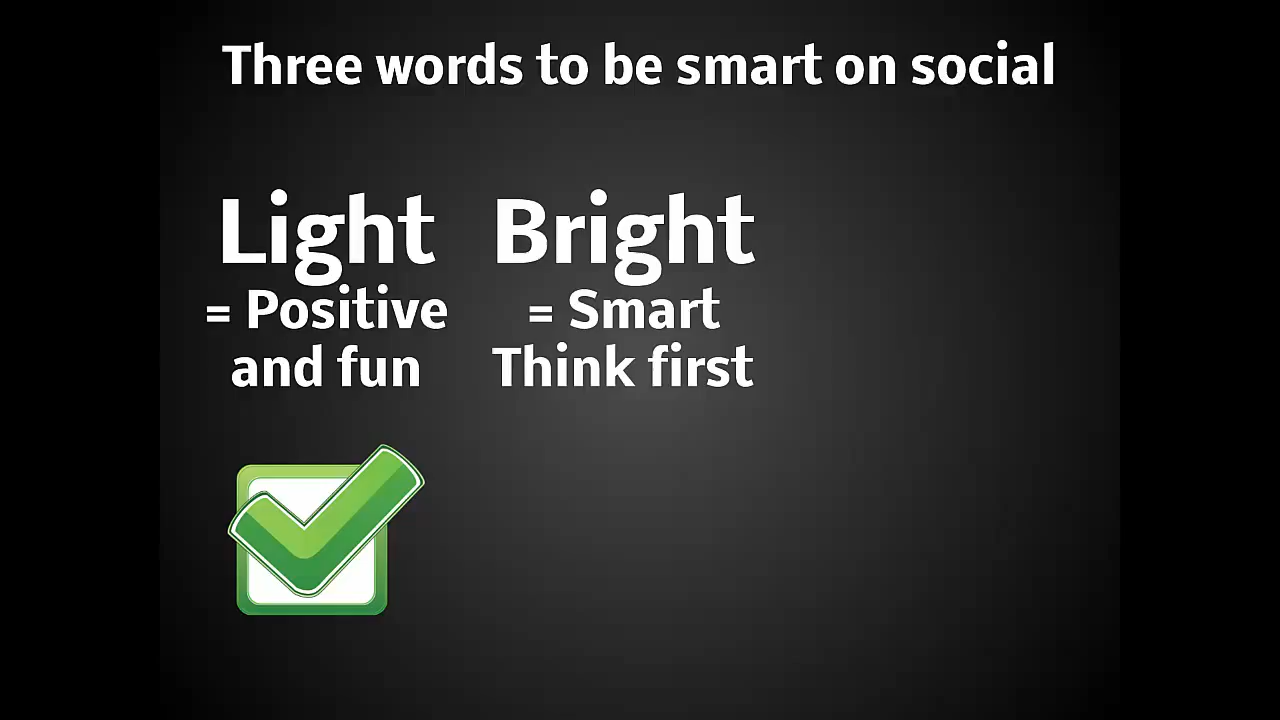 Three words to be smart on social
Light
= Positive
and fun
Bright
= Smart
Think first